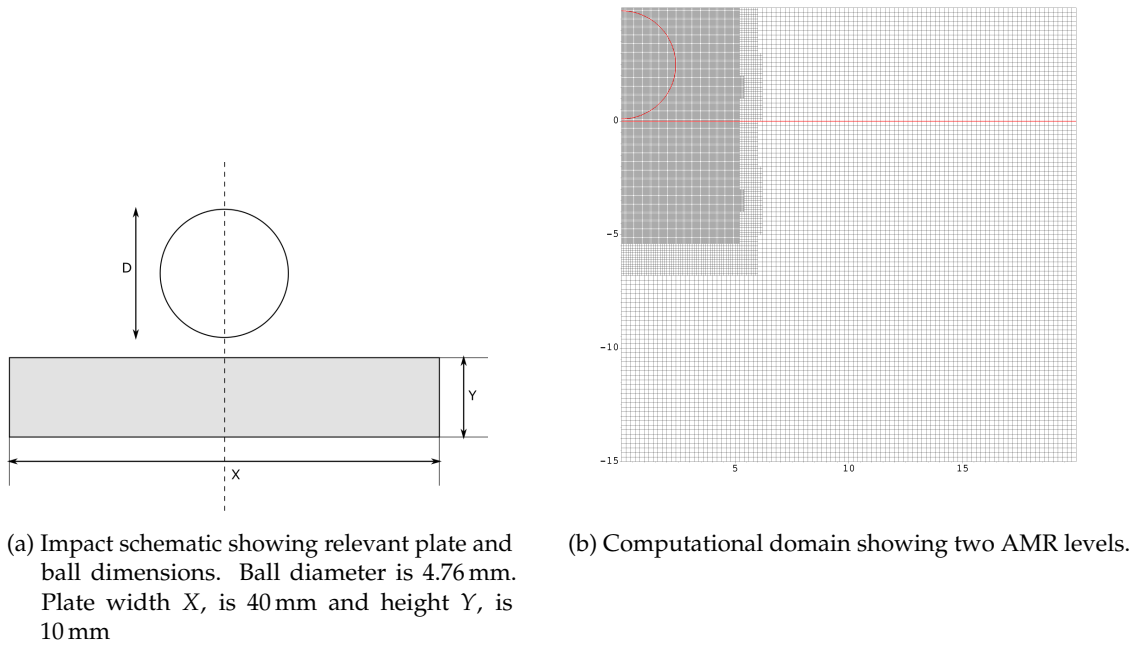 D
Y
X
0
−5
−10
−15
5
10
15
(a) Impact schematic showing relevant plate and
ball dimensions. Ball diameter is 4.76 mm.
Plate width X, is 40 mm and height Y, is
10 mm
(b) Computational domain showing two AMR levels.